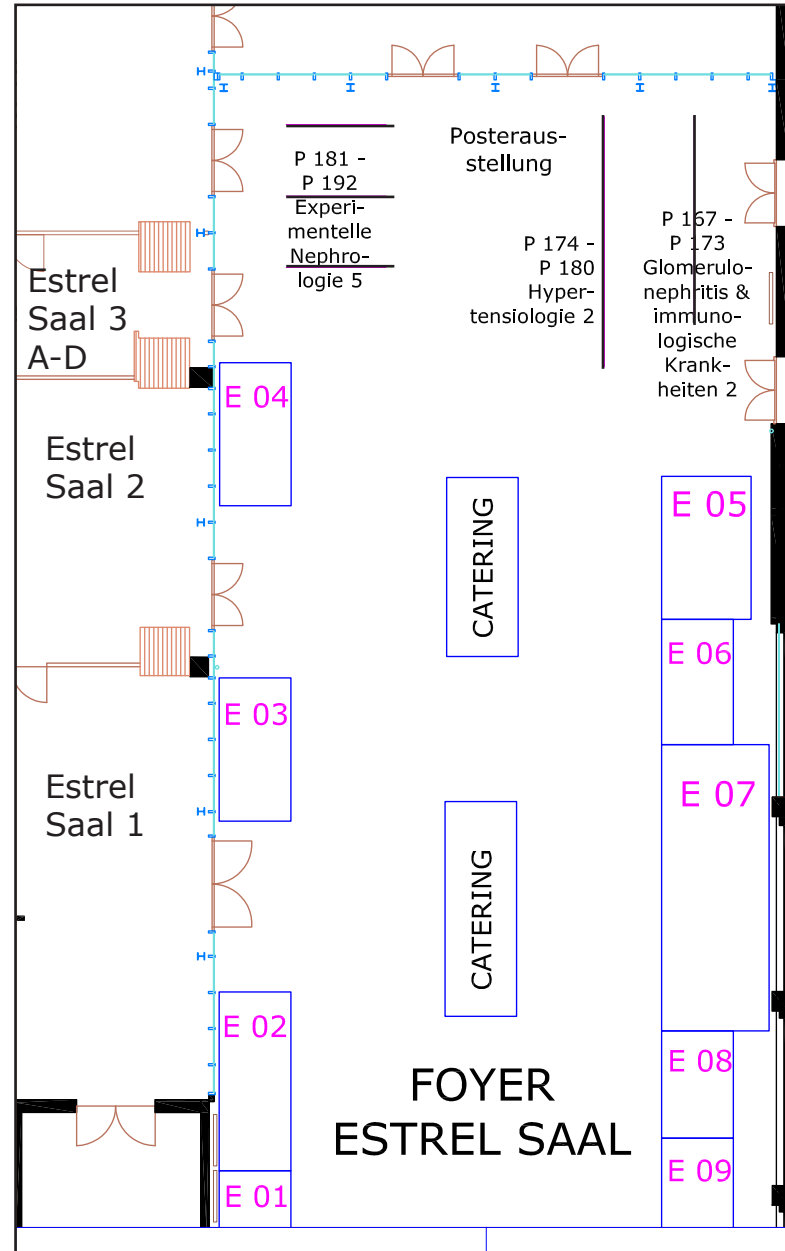 Posteraus-
stellung
P 181 -
P 192
Experi-
mentelle
Nephro-
logie 5
P 174 -
P 180
Hyper-
tensiologie 2
P 167 -
P 173
Glomerulo-
nephritis &
immuno-
logische
Krank-
heiten 2
Estrel
Saal 3
A-D
E 04
Estrel
Saal 2
CATERING
E 05
E 06
E 03
E 07
Estrel
Saal 1
CATERING
E 02
E 08
FOYER
ESTREL SAAL
E 01
E 09